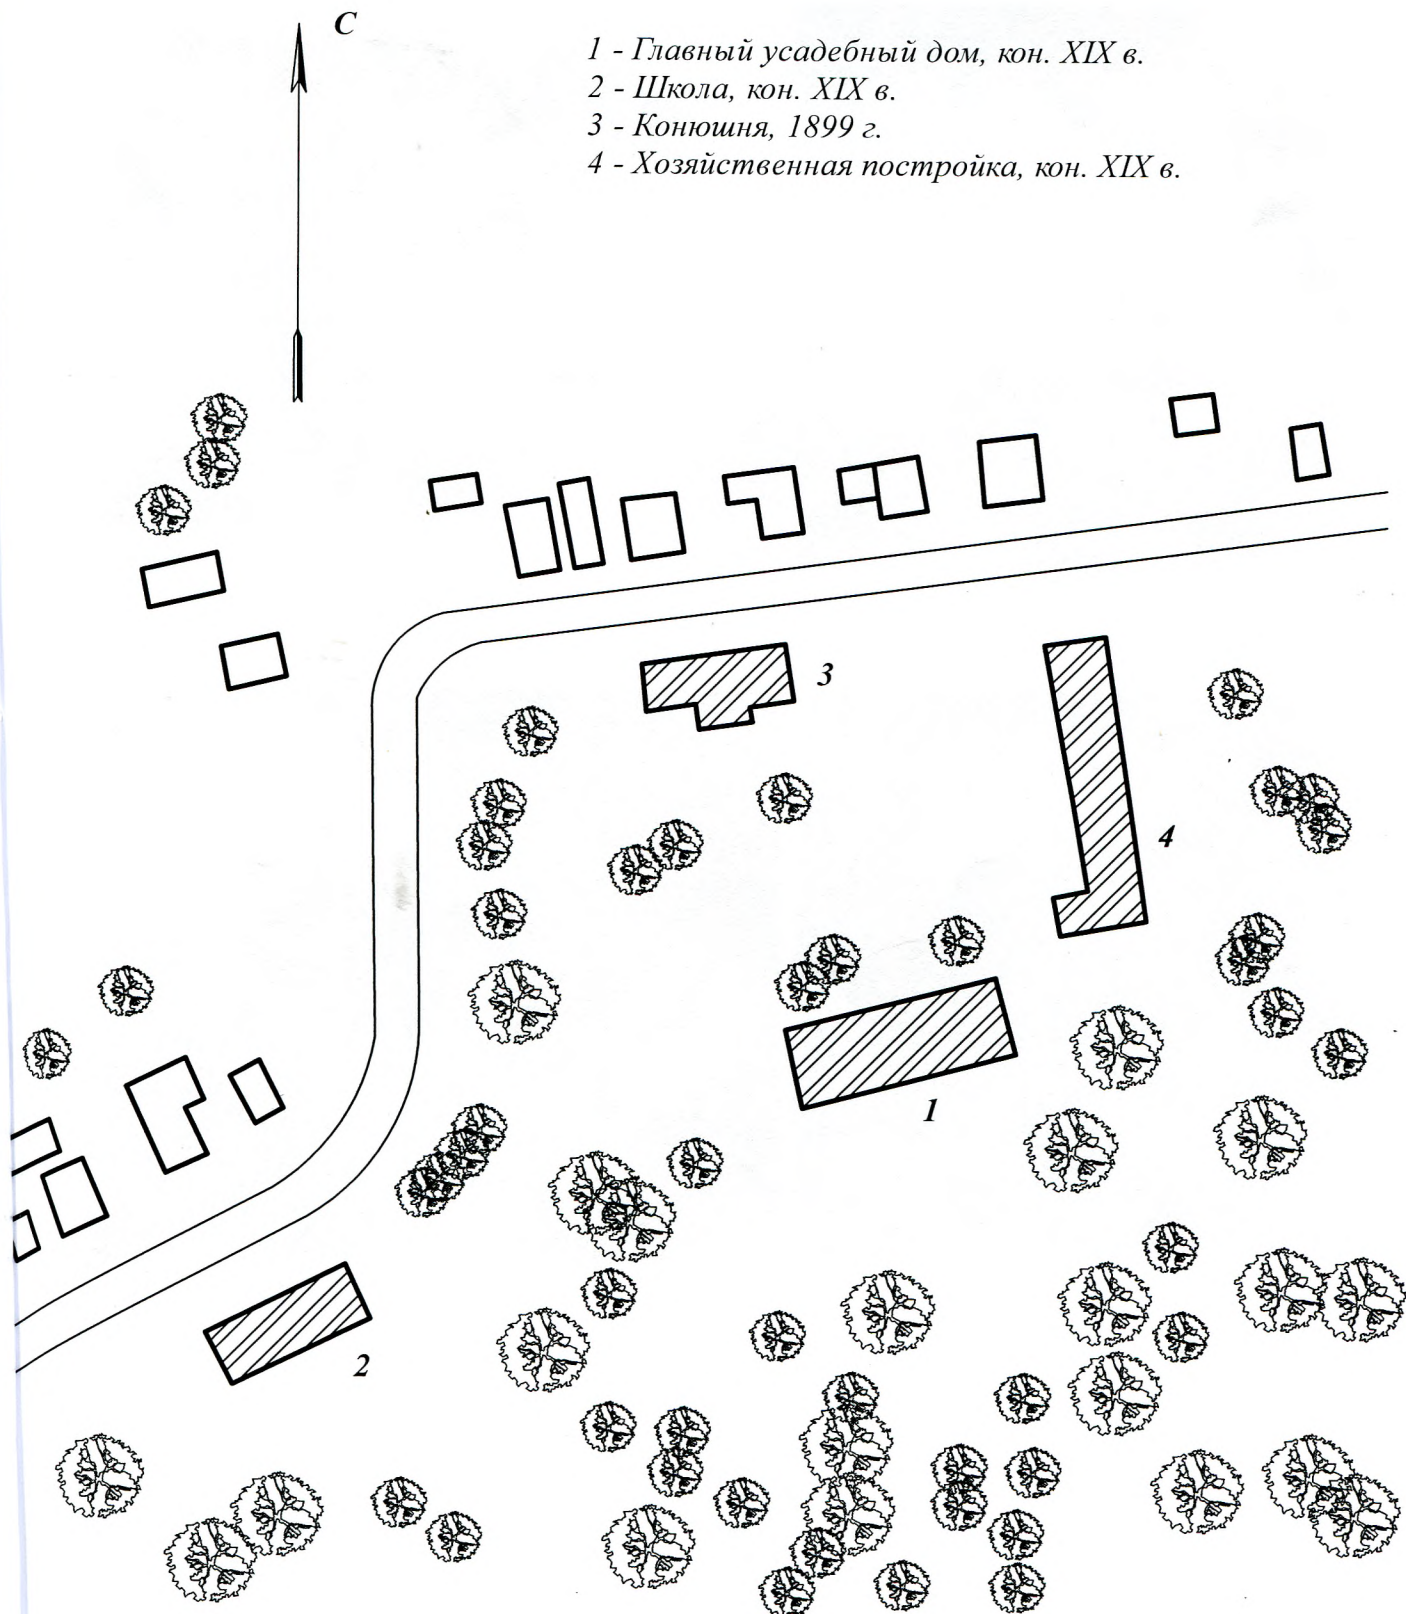 С
1 - Главный усадебный дом, кон. XIX в.
2 - Школа, кон. XIX в.
3 - Конюшня, 1899 г.
4 - Хозяйственная постройка, кон. XIX в.
3
4
1
2